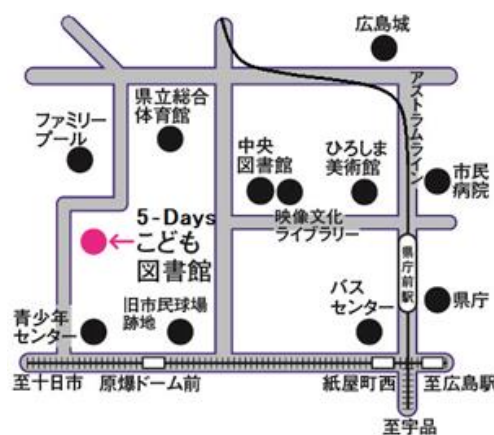 広島城
アストラムライン
県立総合
体育館
ファミリー
プール
中央
図書館
ひろしま
美術館
市民
病院
映像文化
ライブラリー
5-Days
←こども
図書館
県庁前駅
県庁
バス
センター
旧市民球場
跡地
青少年
センター
至十日市
原爆ドーム前
紙屋町西
至広島駅
至宇品